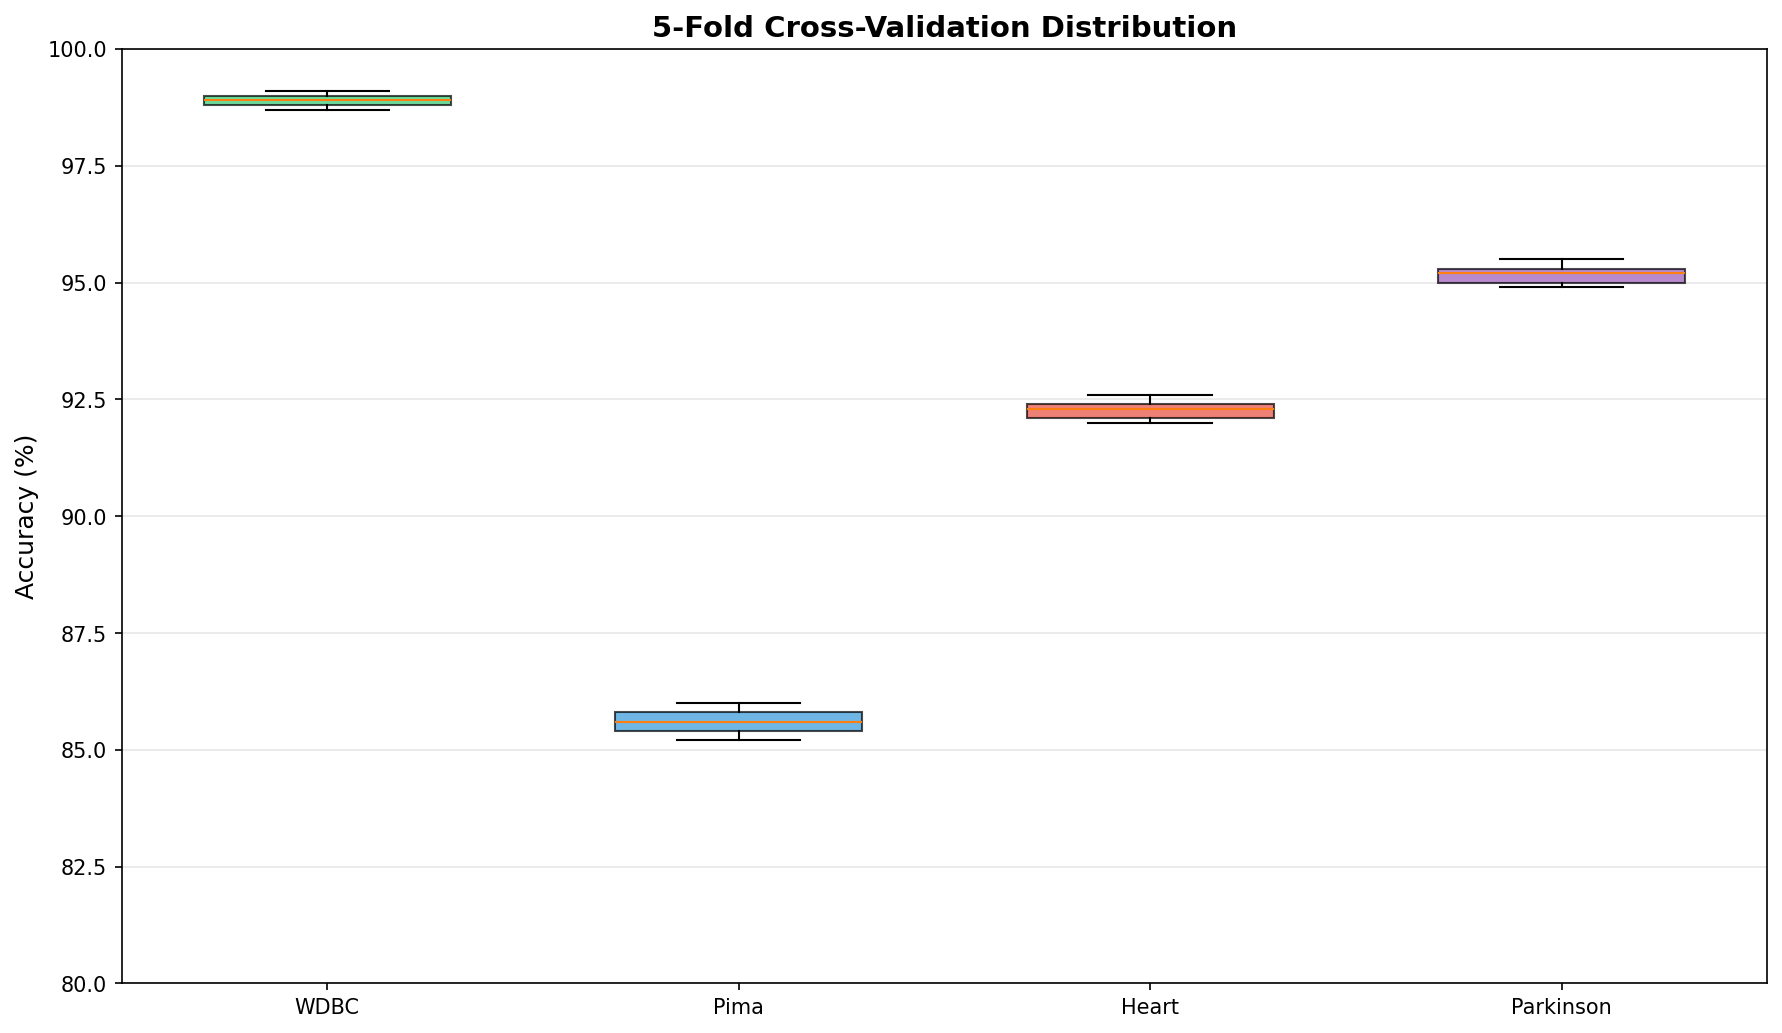 5-Fold Cross-Validation Distribution
100.0
97.5
95.0
92.5
90.0
87.5
85.0
82.5
80.0
Accuracy (%)
WDBC
Pima
Heart
Parkinson